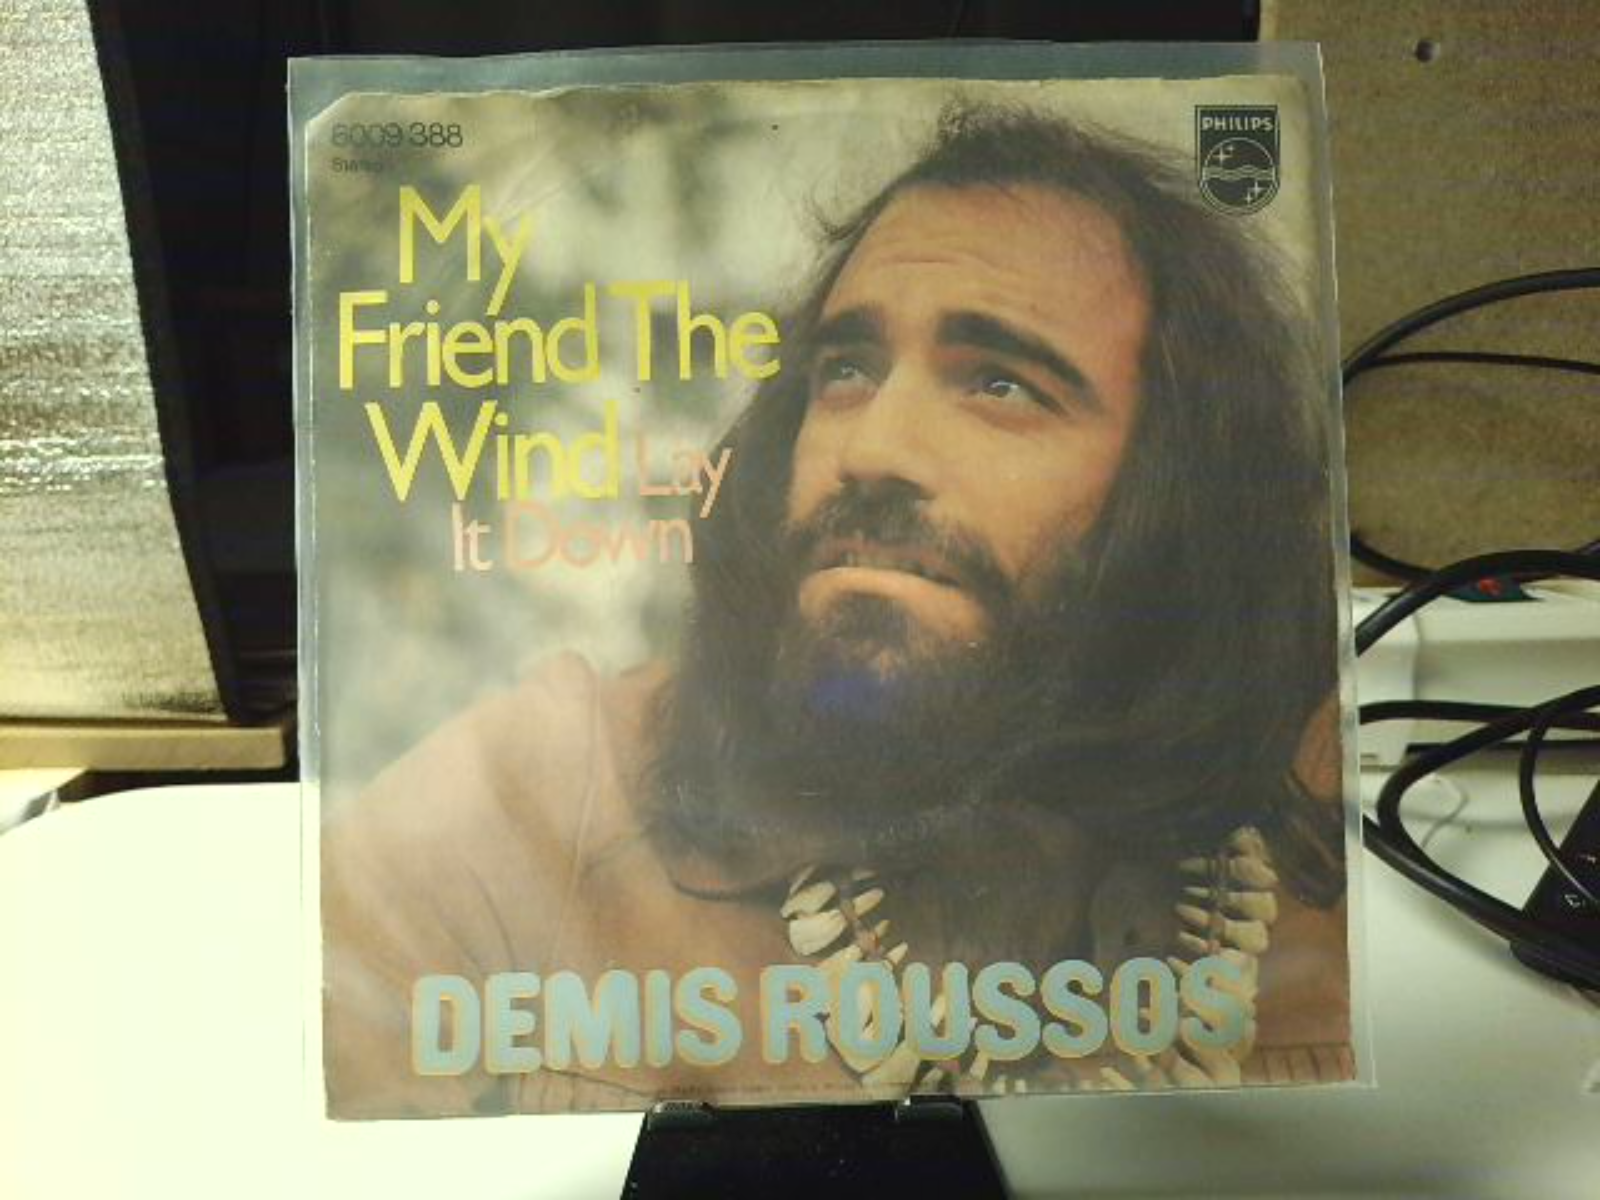 6009 388
Stereo
PHILIPS
My
Friend The
Wind Lay
It Down
DEMIS ROUSSOS